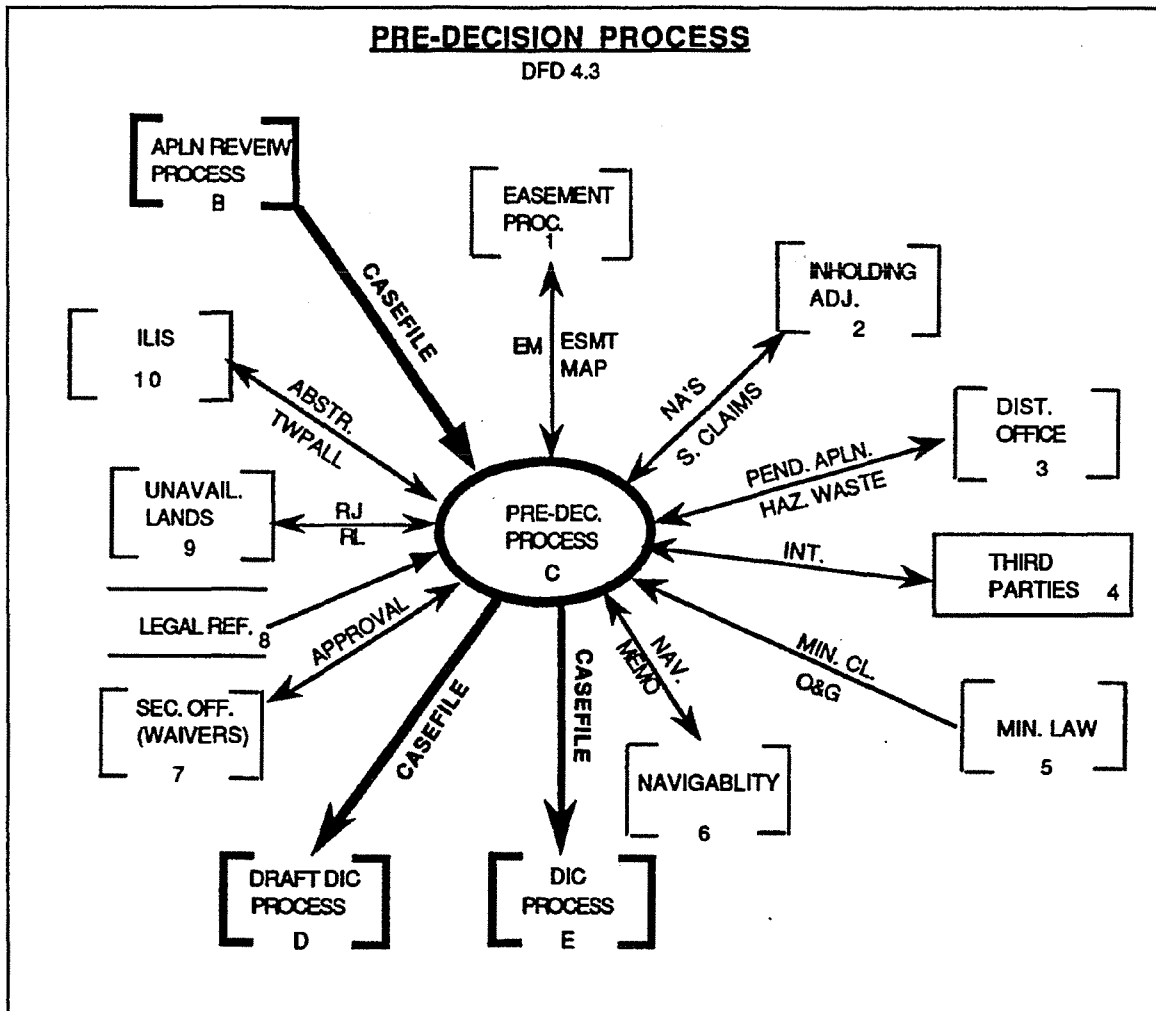 PRE-DECISION PROCESS
DFD 4.3
APLN REVEIW
PROCESS
B
EASEMENT
PROC.
1
INHOLDING
ADJ.
2
CASEFILE
ILIS
10
ABSTR.
TWPALL
EM
ESMT
MAP
NA'S
S. CLAIMS
DIST.
OFFICE
3
PEND. APLN.
HAZ. WASTE
UNAVAIL.
LANDS
9
RJ
RL
PRE-DEC.
PROCESS
C
INT.
THIRD
PARTIES
4
LEGAL REF.
8
APPROVAL
MIN. CL.
O&G
NAV.
MEMO
SEC. OFF.
(WAIVERS)
7
CASEFILE
CASEFILE
MIN. LAW
5
NAVIGABLITY
6
DRAFT DIC
PROCESS
D
DIC
PROCESS
E